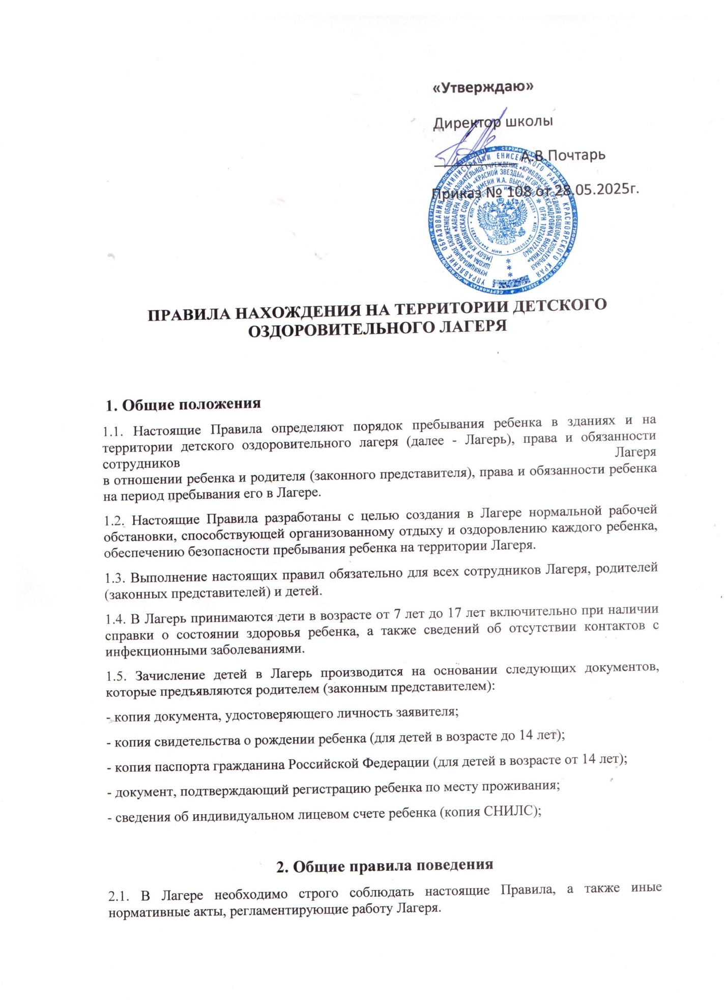 «Утверждаю»
Директор школы
А.В.Почтарь
Приказ № 108 от 28.05.2025г.
УПРАВЛЕНИЕ ОБРАЗОВАНИЯ АДМИНИСТРАЦИИ ЕНИСЕЙСКОГО РАЙОНА КРАСНОЯРСКОГО КРАЯ
ПРАВИЛА НАХОЖДЕНИЯ НА ТЕРРИТОРИИ ДЕТСКОГО
ОЗДОРОВИТЕЛЬНОГО ЛАГЕРЯ
1. Общие положения
1.1. Настоящие Правила определяют порядок пребывания ребенка в зданиях и на
территории детского оздоровительного лагеря (далее - Лагерь), права и обязанности
сотрудников Лагеря
в отношении ребенка и родителя (законного представителя), права и обязанности ребенка
на период пребывания его в Лагере.
1.2. Настоящие Правила разработаны с целью создания в Лагере нормальной рабочей
обстановки, способствующей организованному отдыху и оздоровлению каждого ребенка,
обеспечению безопасности пребывания ребенка на территории Лагеря.
1.3. Выполнение настоящих правил обязательно для всех сотрудников Лагеря, родителей
(законных представителей) и детей.
1.4. В Лагерь принимаются дети в возрасте от 7 лет до 17 лет включительно при наличии
справки о состоянии здоровья ребенка, а также сведений об отсутствии контактов с
инфекционными заболеваниями.
1.5. Зачисление детей в Лагерь производится на основании следующих документов,
которые предъявляются родителем (законным представителем):
- копия документа, удостоверяющего личность заявителя;
- копия свидетельства о рождении ребенка (для детей в возрасте до 14 лет);
- копия паспорта гражданина Российской Федерации (для детей в возрасте от 14 лет);
- документ, подтверждающий регистрацию ребенка по месту проживания;
- сведения об индивидуальном лицевом счете ребенка (копия СНИЛС);
2. Общие правила поведения
2.1. В Лагере необходимо строго соблюдать настоящие Правила, а также иные
нормативные акты, регламентирующие работу Лагеря.